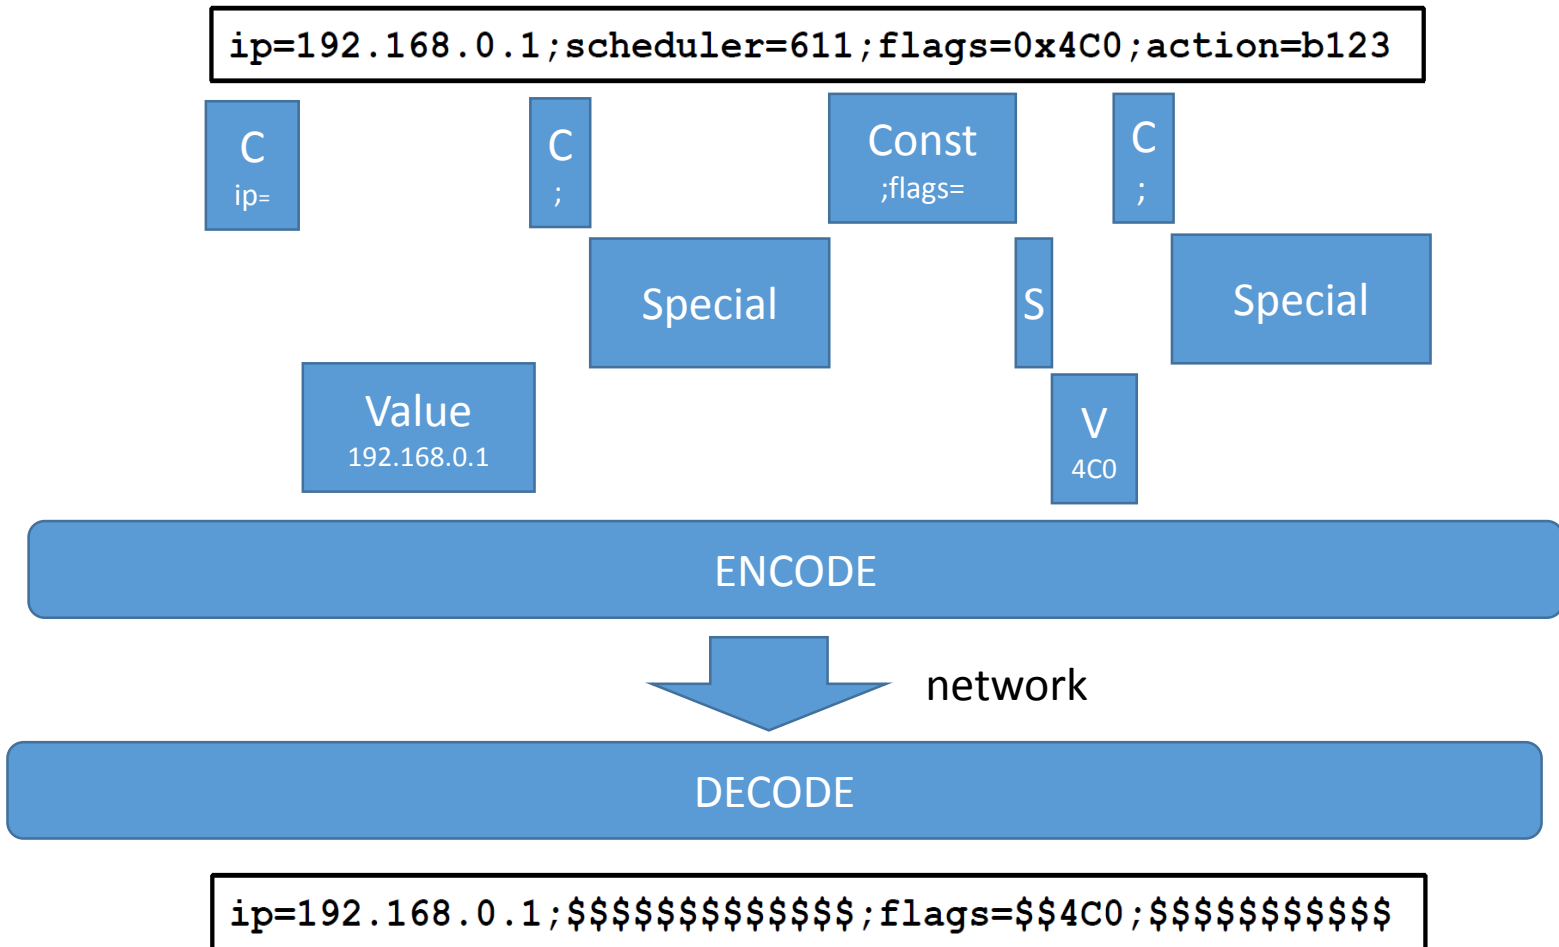 ip=192.168.0.1;scheduler=611;flags=0x4C0;action=b123
C
ip=
C
;
Const
;flags=
C
;
Special
S
Special
Value
192.168.0.1
V
4C0
ENCODE
network
DECODE
ip=192.168.0.1;$$$$$$$$$$$$$;flags=$$4C0;$$$$$$$$$$$